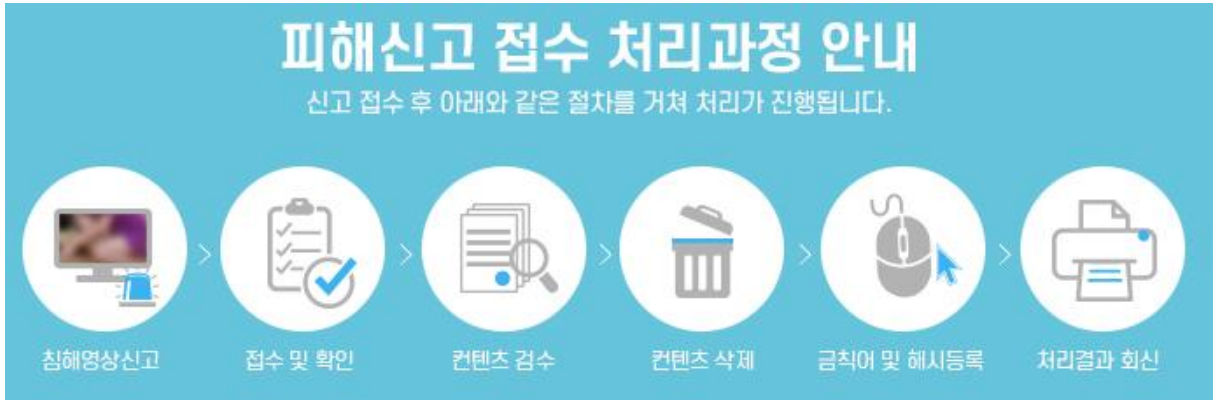 피해신고 접수 처리과정 안내
신고 접수 후 아래와 같은 절차를 거쳐 처리가 진행됩니다.
침해영상신고
접수 및 확인
컨텐츠 검수
컨텐츠 삭제
금칙어 및 해시등록
처리결과 회신